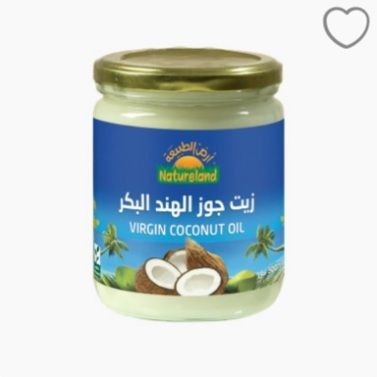 أرض الطبيعة
Natureland
زيت جوز الهند البكر
VIRGIN COCONUT OIL